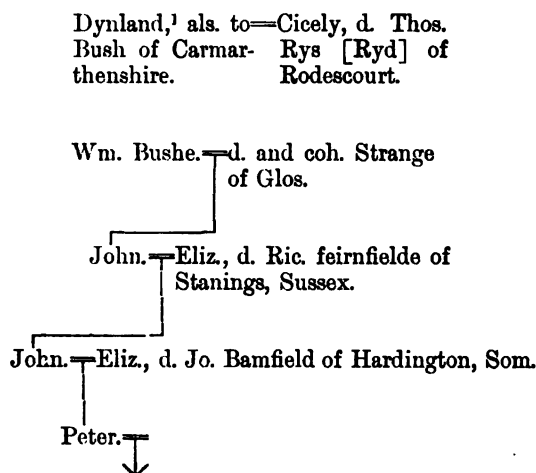 Dynland,¹ als. to═Cicely, d. Thos.
Bush of Carmar- Rys [Ryd] of
thenshire. Rodescourt.
Wm. Bushe.═d. and coh. Strange
of Glos.
John.═Eliz., d. Ric. feirnfielde of
Stanings, Sussex.
John.═Eliz., d. Jo. Bamfield of Hardington, Som.
Peter.═